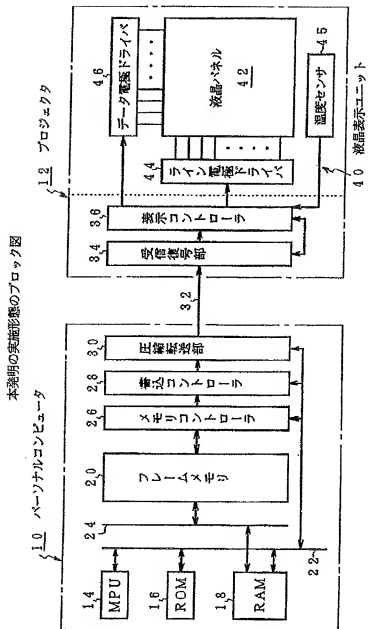 本発明の実施形態のブロック図
10 パーソナルコンピュータ
14
MPU
16
ROM
18
RAM
22
24
20
フレームメモリ
26
メモリコントローラ
28
書込コントローラ
30
圧縮転送部
32
12 プロジェクタ
34
受信復号部
36
表示コントローラ
44
ライン電極ドライバ
46
データ電極ドライバ
液晶パネル
42
45
温度センサ
40
液晶表示ユニット